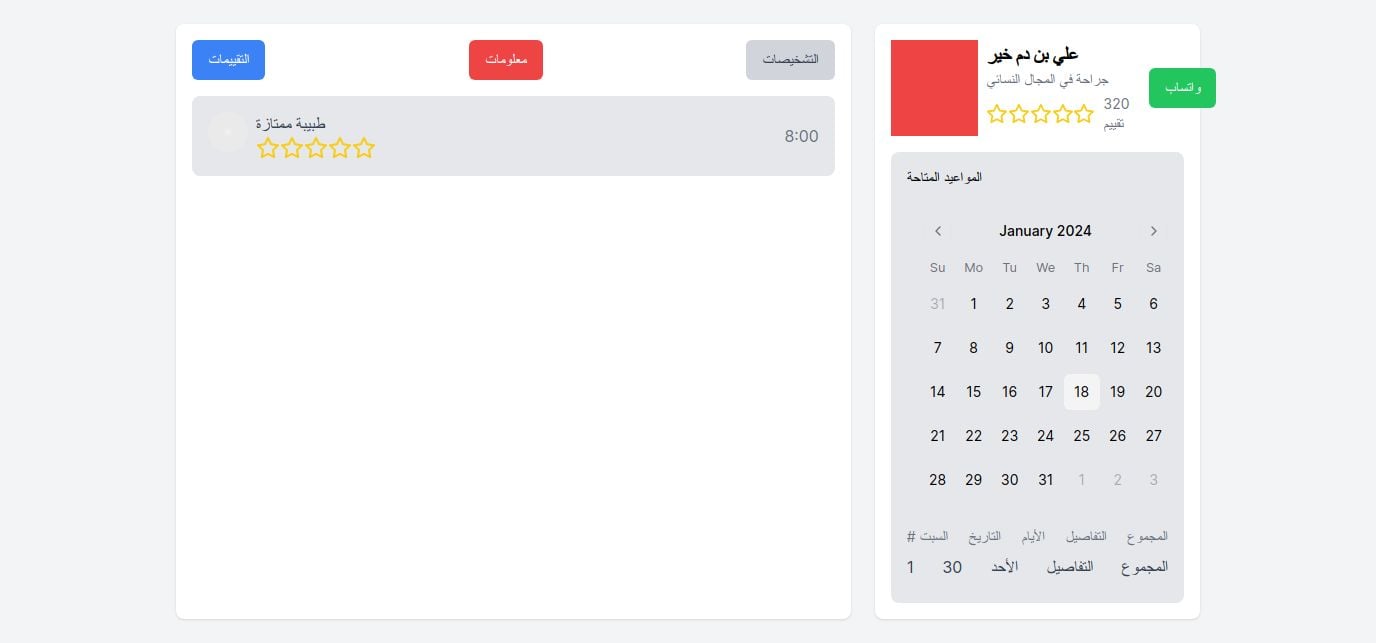 التقييمات
معلومات
التشخيصات
طبيبة ممتازة
8:00
علي بن دم خير
جراحة في المجال النسائي
320
تقييم
واتساب
المواعيد المتاحة
January 2024
Su Mo Tu We Th Fr Sa
31 1 2 3 4 5 6
7 8 9 10 11 12 13
14 15 16 17 18 19 20
21 22 23 24 25 26 27
28 29 30 31 1 2 3
# السبت التاريخ الأيام التفاصيل المجموع
1 30 الأحد التفاصيل المجموع